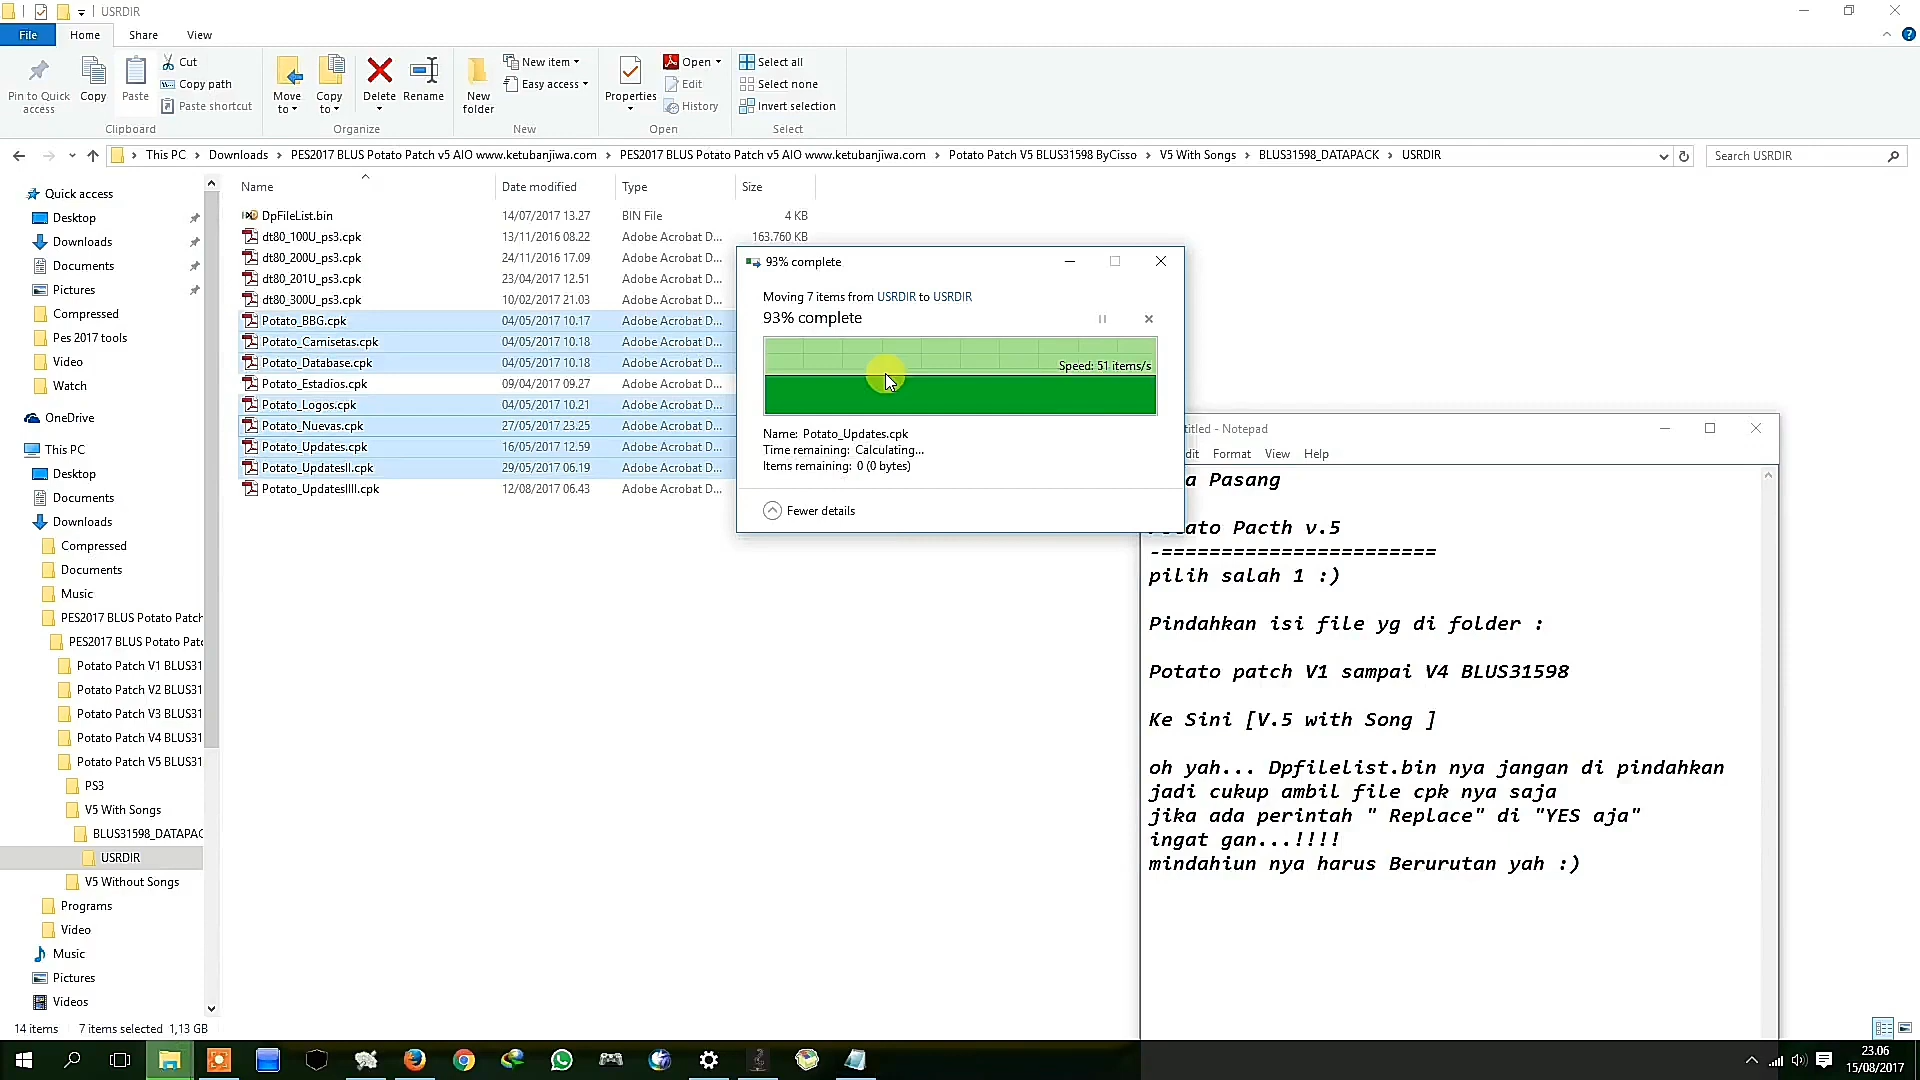 USRDIR
File Home Share View
Pin to Quick access
Copy
Paste
Cut
Copy path
Paste shortcut
Clipboard
Move to
Copy to
Delete
Rename
Organize
New folder
New item
Easy access
New
Properties
Open
Edit
History
Open
Select all
Select none
Invert selection
Select
This PC > Downloads > PES2017 BLUS Potato Patch v5 AIO www.ketubanjiwa.com > PES2017 BLUS Potato Patch v5 AIO www.ketubanjiwa.com > Potato Patch V5 BLUS31598 ByCisso > V5 With Songs > BLUS31598_DATAPACK > USRDIR
Search USRDIR
Quick access
Desktop
Downloads
Documents
Pictures
Compressed
Pes 2017 tools
Video
Watch
OneDrive
This PC
Desktop
Documents
Downloads
Compressed
Documents
Music
PES2017 BLUS Potato Patch
PES2017 BLUS Potato Patc
Potato Patch V1 BLUS31
Potato Patch V2 BLUS31
Potato Patch V3 BLUS31
Potato Patch V4 BLUS31
Potato Patch V5 BLUS31
PS3
V5 With Songs
BLUS31598_DATAPAC
USRDIR
V5 Without Songs
Programs
Video
Music
Pictures
Videos
Name Date modified Type Size
DpFileList.bin 14/07/2017 13.27 BIN File 4 KB
dt80_100U_ps3.cpk 13/11/2016 08.22 Adobe Acrobat D... 163.760 KB
dt80_200U_ps3.cpk 24/11/2016 17.09 Adobe Acrobat D...
dt80_201U_ps3.cpk 23/04/2017 12.51 Adobe Acrobat D...
dt80_300U_ps3.cpk 10/02/2017 21.03 Adobe Acrobat D...
Potato_BBG.cpk 04/05/2017 10.17 Adobe Acrobat D...
Potato_Camisetas.cpk 04/05/2017 10.18 Adobe Acrobat D...
Potato_Database.cpk 04/05/2017 10.18 Adobe Acrobat D...
Potato_Estadios.cpk 09/04/2017 09.27 Adobe Acrobat D...
Potato_Logos.cpk 04/05/2017 10.21 Adobe Acrobat D...
Potato_Nuevas.cpk 27/05/2017 23.25 Adobe Acrobat D...
Potato_Updates.cpk 16/05/2017 12.59 Adobe Acrobat D...
Potato_UpdatesII.cpk 29/05/2017 06.19 Adobe Acrobat D...
Potato_UpdatesIIII.cpk 12/08/2017 06.43 Adobe Acrobat D...
93% complete
Moving 7 items from USRDIR to USRDIR
93% complete
Speed: 51 items/s
Name: Potato_Updates.cpk
Time remaining: Calculating...
Items remaining: 0 (0 bytes)
Fewer details
titled - Notepad
dit Format View Help
a Pasang
Potato Pacth v.5
-=======================
pilih salah 1 :)
Pindahkan isi file yg di folder :
Potato patch V1 sampai V4 BLUS31598
Ke Sini [V.5 with Song ]
oh yah... Dpfilelist.bin nya jangan di pindahkan
jadi cukup ambil file cpk nya saja
jika ada perintah " Replace" di "YES aja"
ingat gan...!!!!
mindahiun nya harus Berurutan yah :)
14 items 7 items selected 1,13 GB
23.06
15/08/2017